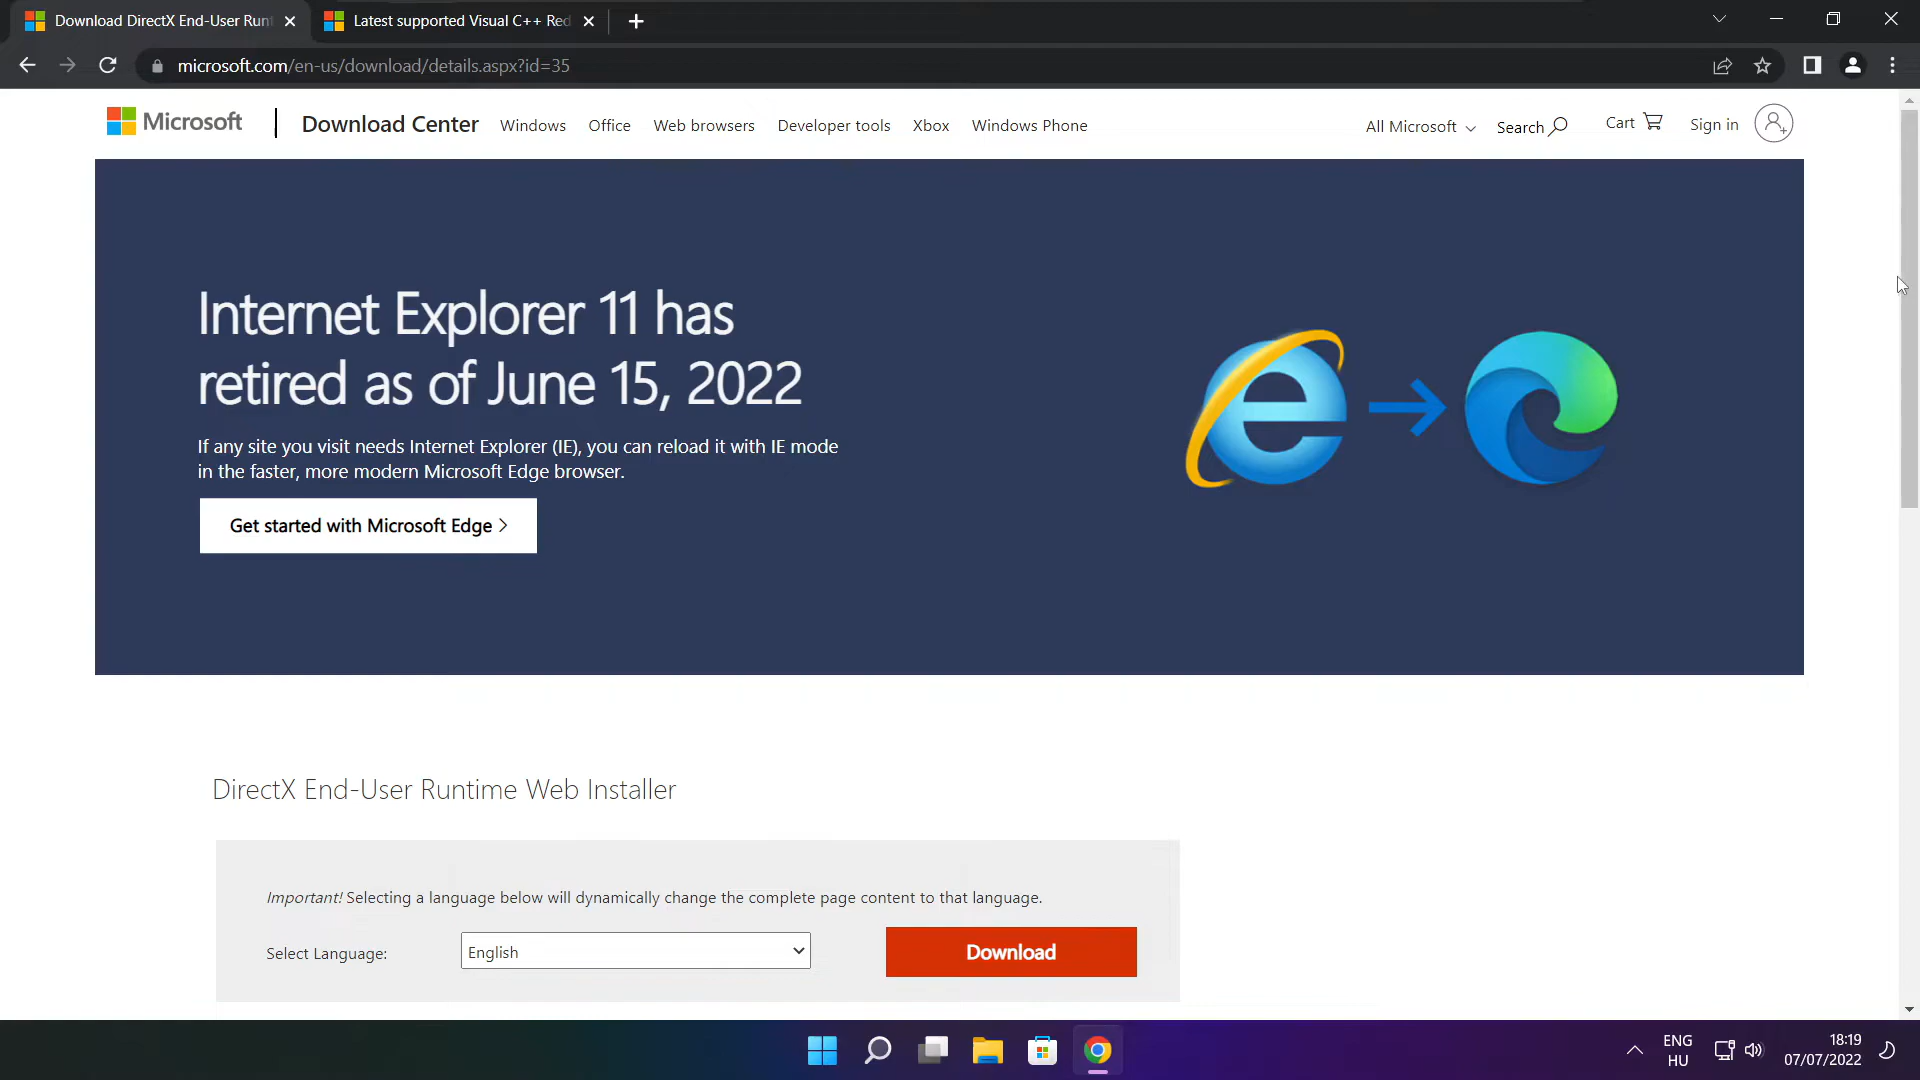 Download DirectX End-User Runt
Latest supported Visual C++ Red
microsoft.com/en-us/download/details.aspx?id=35
Microsoft
Download Center
Windows
Office
Web browsers
Developer tools
Xbox
Windows Phone
All Microsoft
Search
Cart
Sign in
Internet Explorer 11 has
retired as of June 15, 2022
If any site you visit needs Internet Explorer (IE), you can reload it with IE mode
in the faster, more modern Microsoft Edge browser.
Get started with Microsoft Edge >
DirectX End-User Runtime Web Installer
Important! Selecting a language below will dynamically change the complete page content to that language.
Select Language:
English
Download
ENG
HU
18:19
07/07/2022